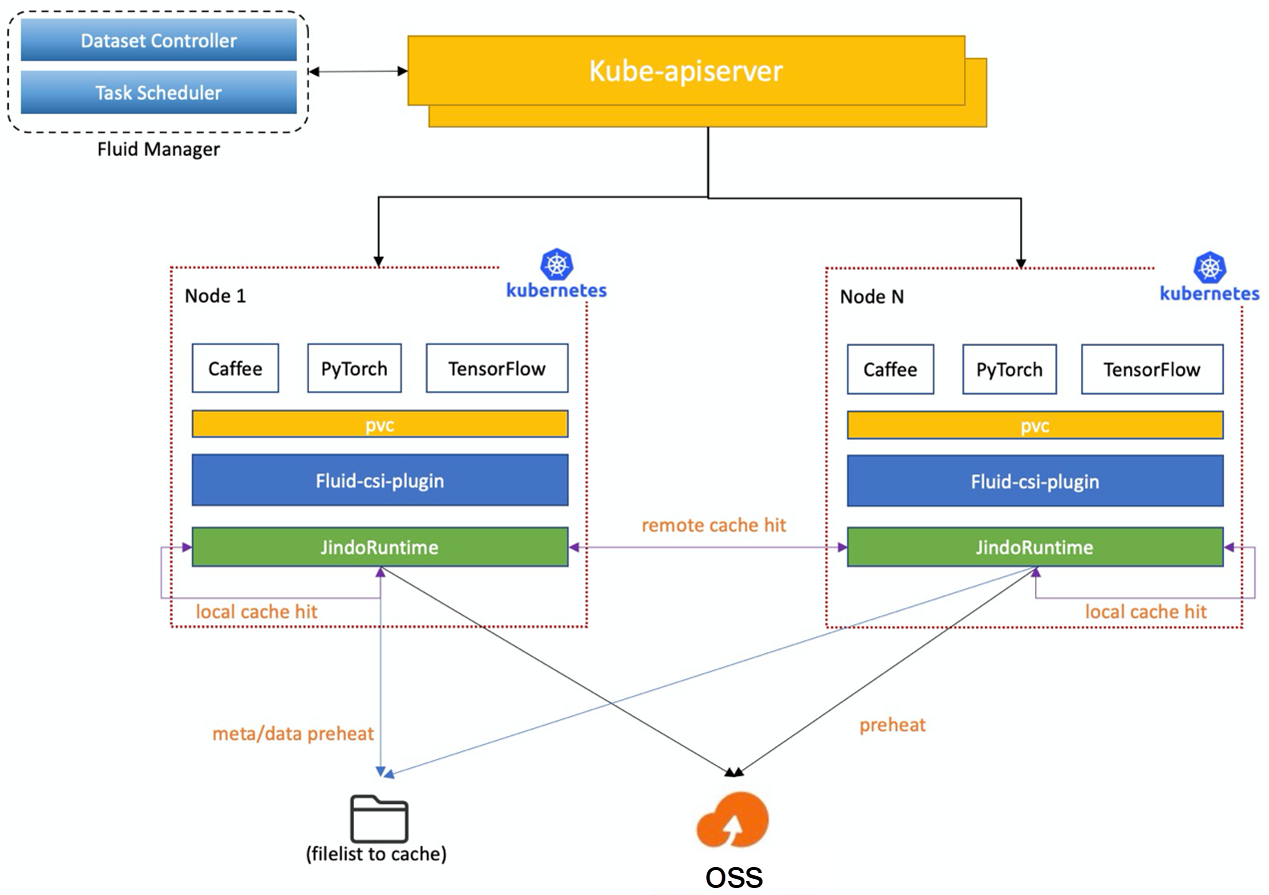 Dataset Controller
Task Scheduler
Fluid Manager
Kube-apiserver
Node 1
kubernetes
Caffee
PyTorch
TensorFlow
pvc
Fluid-csi-plugin
JindoRuntime
local cache hit
remote cache hit
Node N
kubernetes
Caffee
PyTorch
TensorFlow
pvc
Fluid-csi-plugin
JindoRuntime
local cache hit
meta/data preheat
preheat
(filelist to cache)
OSS